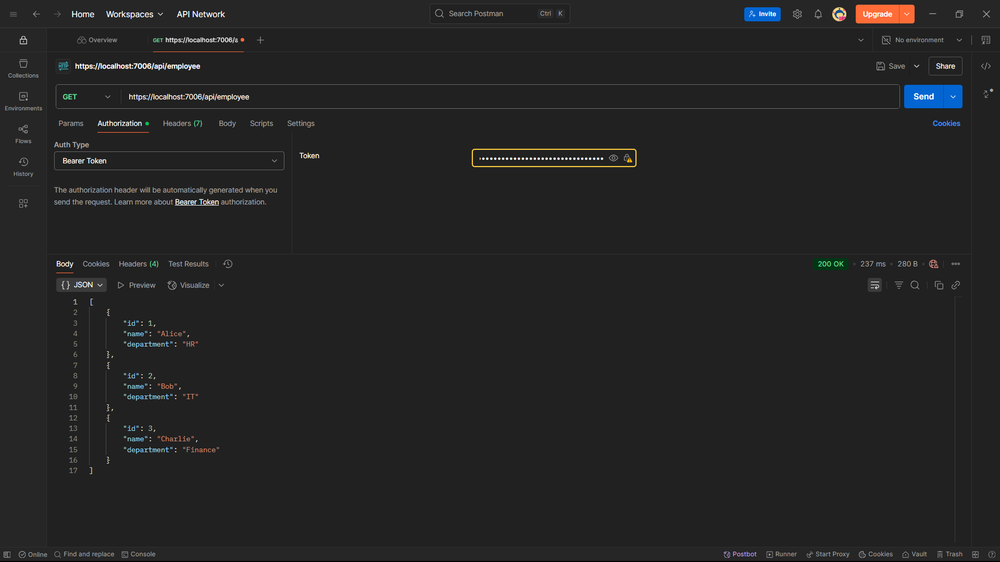 Home Workspaces API Network Search Postman Ctrl K Invite Upgrade
Overview GET https://localhost:7006/a No environment
HTTP https://localhost:7006/api/employee Save Share
Collections
Environments
Flows
History
GET https://localhost:7006/api/employee Send
Params Authorization Headers (7) Body Scripts Settings Cookies
Auth Type
Bearer Token
Token
The authorization header will be automatically generated when you
send the request. Learn more about Bearer Token authorization.
Body Cookies Headers (4) Test Results 200 OK 237 ms 280 B
{} JSON Preview Visualize
1 [
2 {
3 "id": 1,
4 "name": "Alice",
5 "department": "HR"
6 },
7 {
8 "id": 2,
9 "name": "Bob",
10 "department": "IT"
11 },
12 {
13 "id": 3,
14 "name": "Charlie",
15 "department": "Finance"
16 }
17 ]
Online Find and replace Console Postbot Runner Start Proxy Cookies Vault Trash